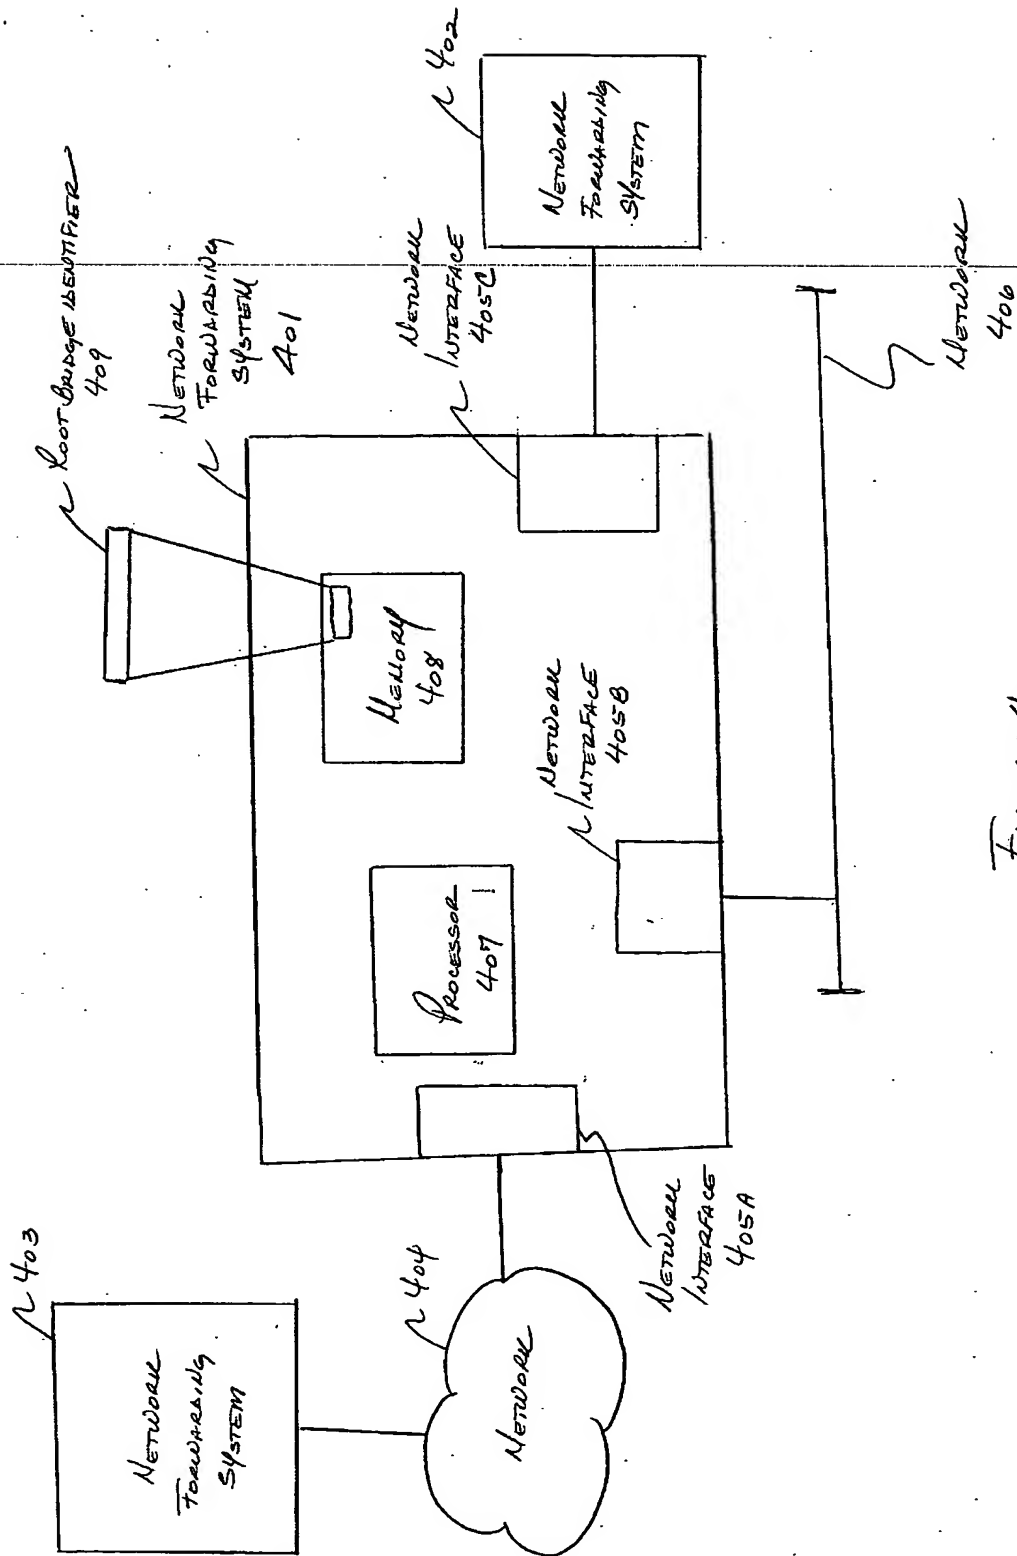 403
NETWORK
FORWARDING
SYSTEM
404
NETWORK
NETWORK
INTERFACE
405A
PROCESSOR
407
MEMORY
408
ROOT BRIDGE IDENTIFIER
409
NETWORK
FORWARDING
SYSTEM
401
NETWORK
INTERFACE
405B
NETWORK
INTERFACE
405C
402
NETWORK
FORWARDING
SYSTEM
NETWORK
406